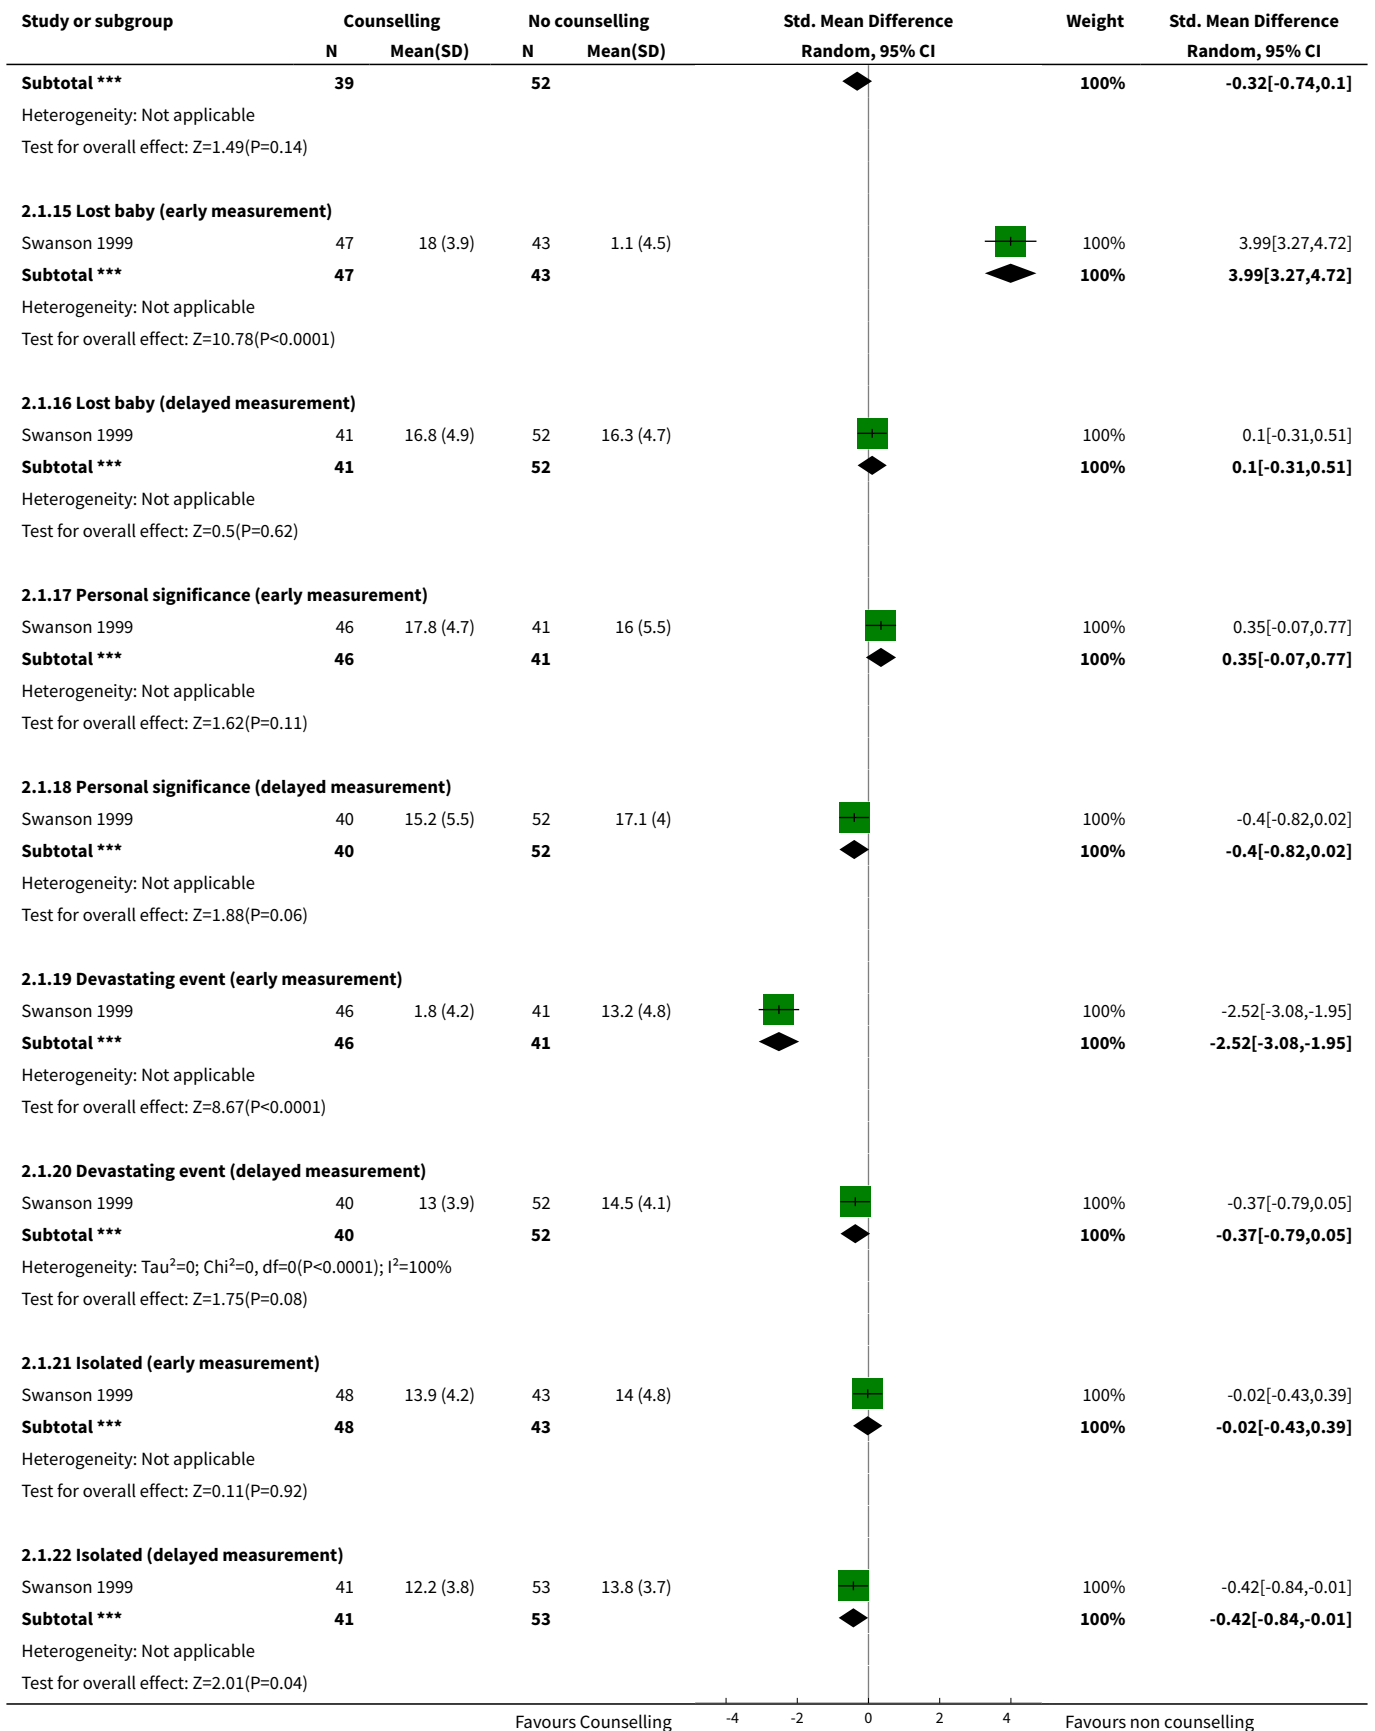 Study or subgroup Counselling No counselling Std. Mean Difference Weight Std. Mean Difference
N Mean(SD) N Mean(SD) Random, 95% CI Random, 95% CI
Subtotal *** 39 52 100% -0.32[-0.74,0.1]
Heterogeneity: Not applicable
Test for overall effect: Z=1.49(P=0.14)
2.1.15 Lost baby (early measurement)
Swanson 1999 47 18 (3.9) 43 1.1 (4.5) 100% 3.99[3.27,4.72]
Subtotal *** 47 43 100% 3.99[3.27,4.72]
Heterogeneity: Not applicable
Test for overall effect: Z=10.78(P<0.0001)
2.1.16 Lost baby (delayed measurement)
Swanson 1999 41 16.8 (4.9) 52 16.3 (4.7) 100% 0.1[-0.31,0.51]
Subtotal *** 41 52 100% 0.1[-0.31,0.51]
Heterogeneity: Not applicable
Test for overall effect: Z=0.5(P=0.62)
2.1.17 Personal significance (early measurement)
Swanson 1999 46 17.8 (4.7) 41 16 (5.5) 100% 0.35[-0.07,0.77]
Subtotal *** 46 41 100% 0.35[-0.07,0.77]
Heterogeneity: Not applicable
Test for overall effect: Z=1.62(P=0.11)
2.1.18 Personal significance (delayed measurement)
Swanson 1999 40 15.2 (5.5) 52 17.1 (4) 100% -0.4[-0.82,0.02]
Subtotal *** 40 52 100% -0.4[-0.82,0.02]
Heterogeneity: Not applicable
Test for overall effect: Z=1.88(P=0.06)
2.1.19 Devastating event (early measurement)
Swanson 1999 46 1.8 (4.2) 41 13.2 (4.8) 100% -2.52[-3.08,-1.95]
Subtotal *** 46 41 100% -2.52[-3.08,-1.95]
Heterogeneity: Not applicable
Test for overall effect: Z=8.67(P<0.0001)
2.1.20 Devastating event (delayed measurement)
Swanson 1999 40 13 (3.9) 52 14.5 (4.1) 100% -0.37[-0.79,0.05]
Subtotal *** 40 52 100% -0.37[-0.79,0.05]
Heterogeneity: Tau²=0; Chi²=0, df=0(P<0.0001); I²=100%
Test for overall effect: Z=1.75(P=0.08)
2.1.21 Isolated (early measurement)
Swanson 1999 48 13.9 (4.2) 43 14 (4.8) 100% -0.02[-0.43,0.39]
Subtotal *** 48 43 100% -0.02[-0.43,0.39]
Heterogeneity: Not applicable
Test for overall effect: Z=0.11(P=0.92)
2.1.22 Isolated (delayed measurement)
Swanson 1999 41 12.2 (3.8) 53 13.8 (3.7) 100% -0.42[-0.84,-0.01]
Subtotal *** 41 53 100% -0.42[-0.84,-0.01]
Heterogeneity: Not applicable
Test for overall effect: Z=2.01(P=0.04)
Favours Counselling -4 -2 0 2 4 Favours non counselling